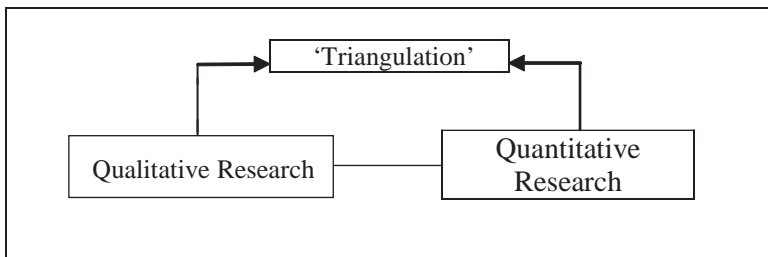 ‘Triangulation’
Qualitative Research
Quantitative
Research